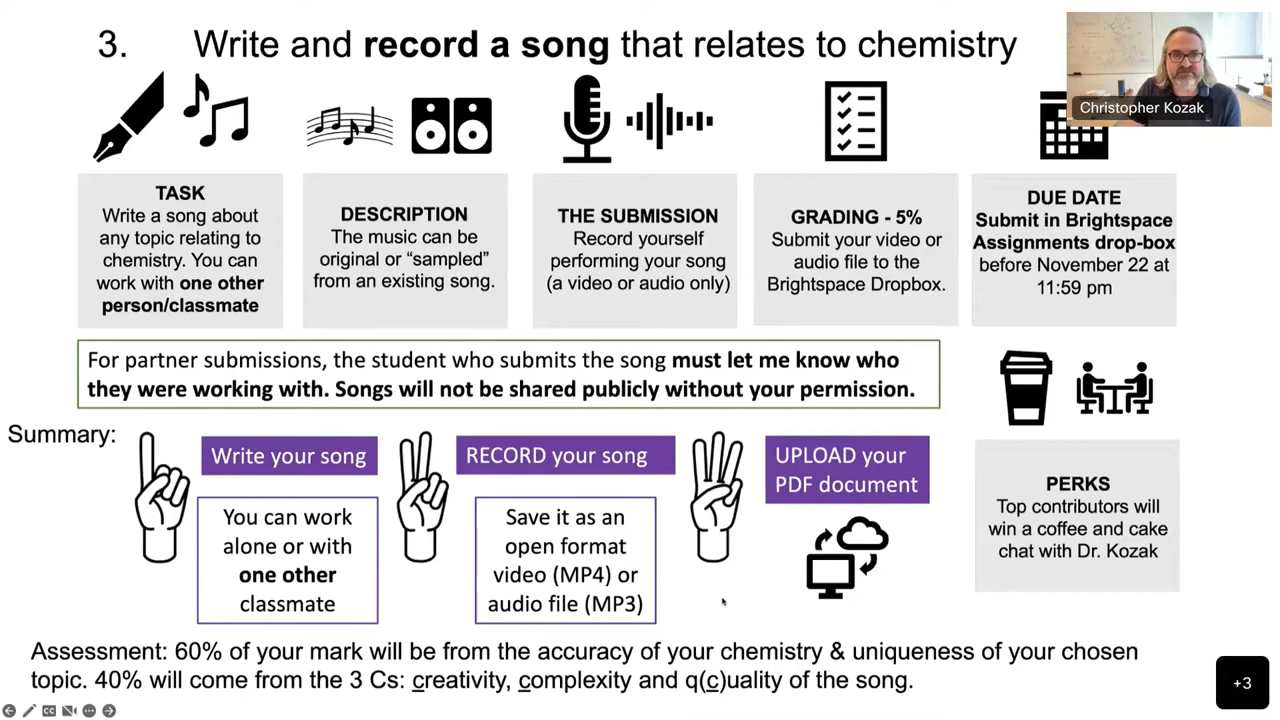 3. Write and record a song that relates to chemistry
Christopher Kozak
TASK
Write a song about
any topic relating to
chemistry. You can
work with one other
person/classmate
DESCRIPTION
The music can be
original or “sampled”
from an existing song.
THE SUBMISSION
Record yourself
performing your song
(a video or audio only)
GRADING - 5%
Submit your video or
audio file to the
Brightspace Dropbox.
DUE DATE
Submit in Brightspace
Assignments drop-box
before November 22 at
11:59 pm
For partner submissions, the student who submits the song must let me know who
they were working with. Songs will not be shared publicly without your permission.
Summary:
Write your song
You can work
alone or with
one other
classmate
RECORD your song
Save it as an
open format
video (MP4) or
audio file (MP3)
UPLOAD your
PDF document
PERKS
Top contributors will
win a coffee and cake
chat with Dr. Kozak
Assessment: 60% of your mark will be from the accuracy of your chemistry & uniqueness of your chosen
topic. 40% will come from the 3 Cs: creativity, complexity and q(c)uality of the song.
+3